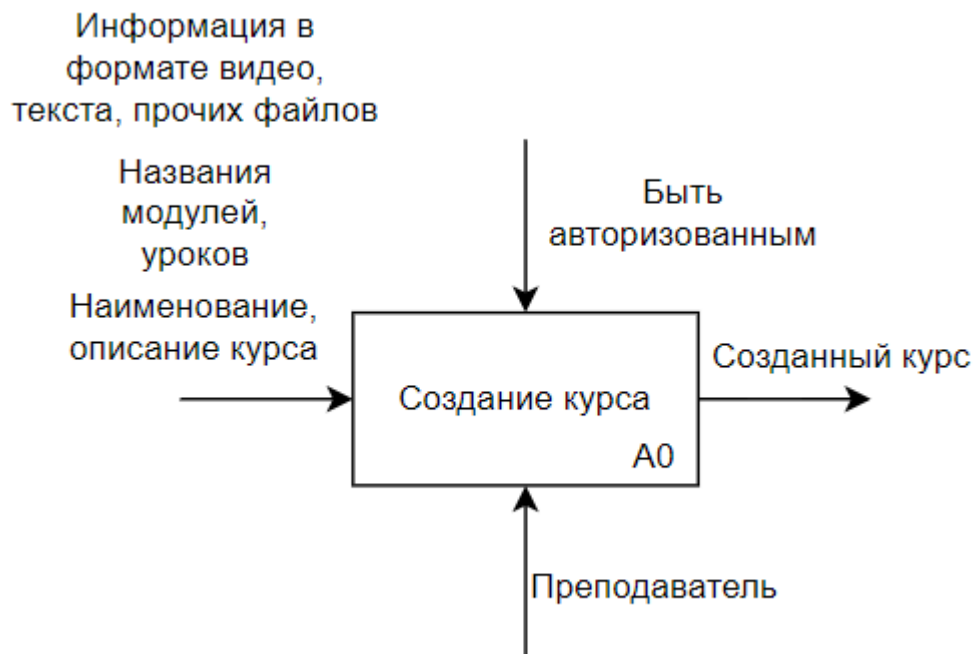 Информация в
формате видео,
текста, прочих файлов
Названия
модулей,
уроков
Быть
авторизованным
Наименование,
описание курса
Создание курса
A0
Созданный курс
Преподаватель